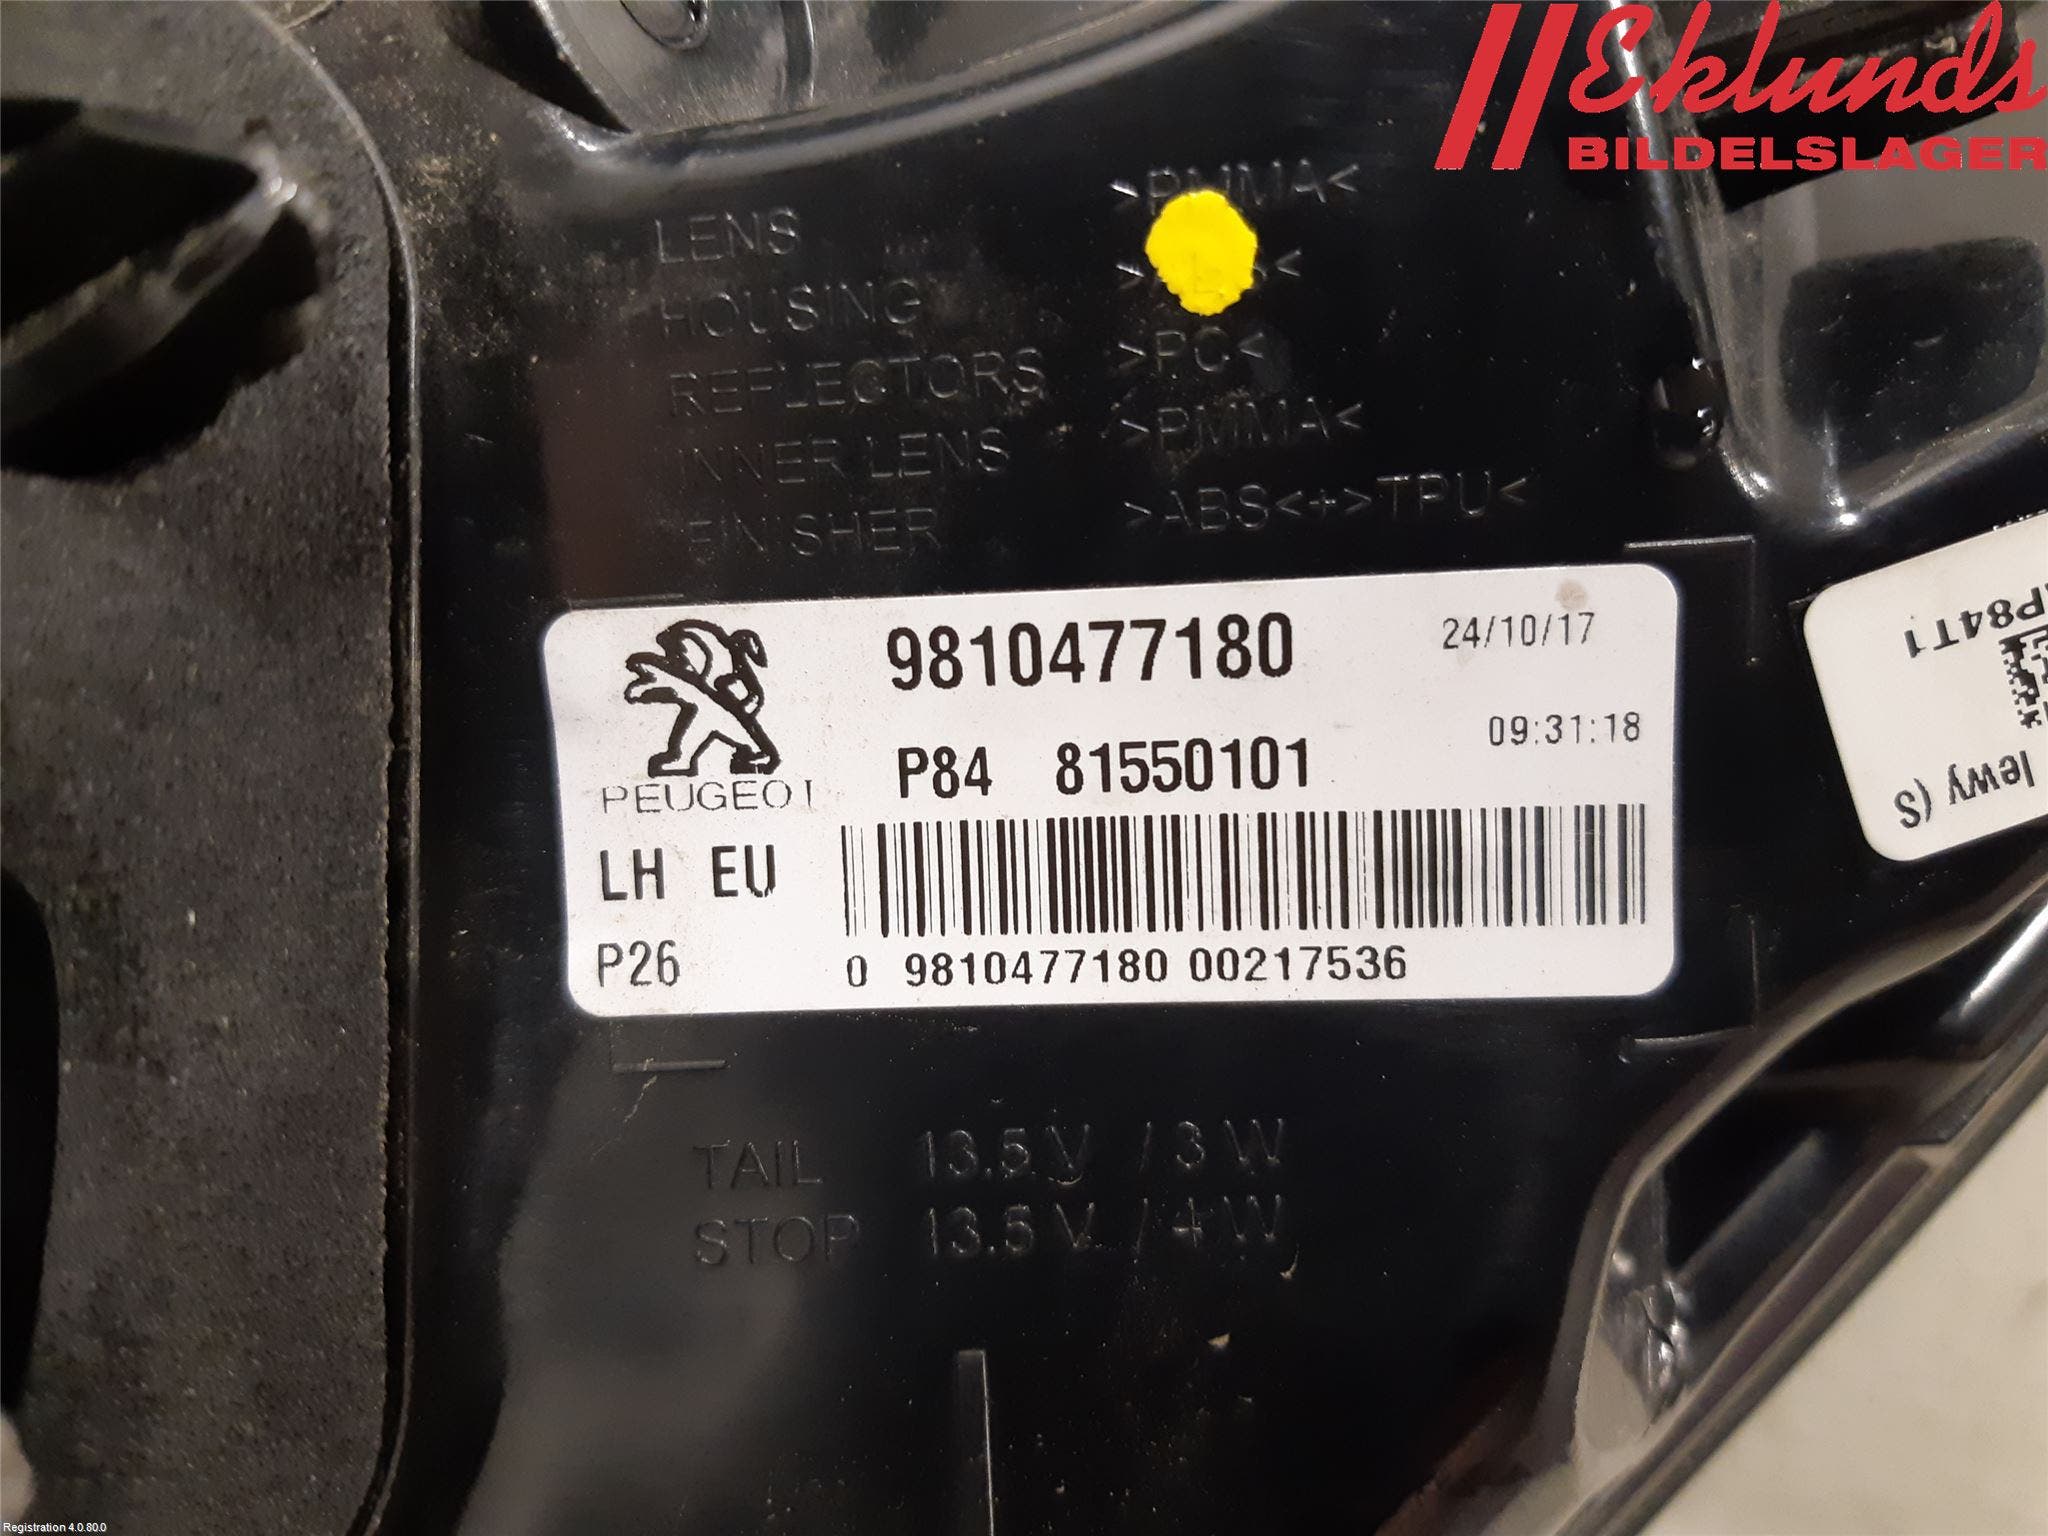 Eklunds
BILDELSLAGER
LENS >PMMA<
HOUSING
REFLECTORS >PC<
INNER LENS >PMMA<
FINISHER >ABS<+>TPU<
9810477180 24/10/17
P84 81550101 09:31:18
PEUGEOT
LH EU
P26 0 9810477180 00217536
P84T1
lewy (S
TAIL 13.5 V / 3 W
STOP 13.5 V / 4 W
Registration 4.0.80.0